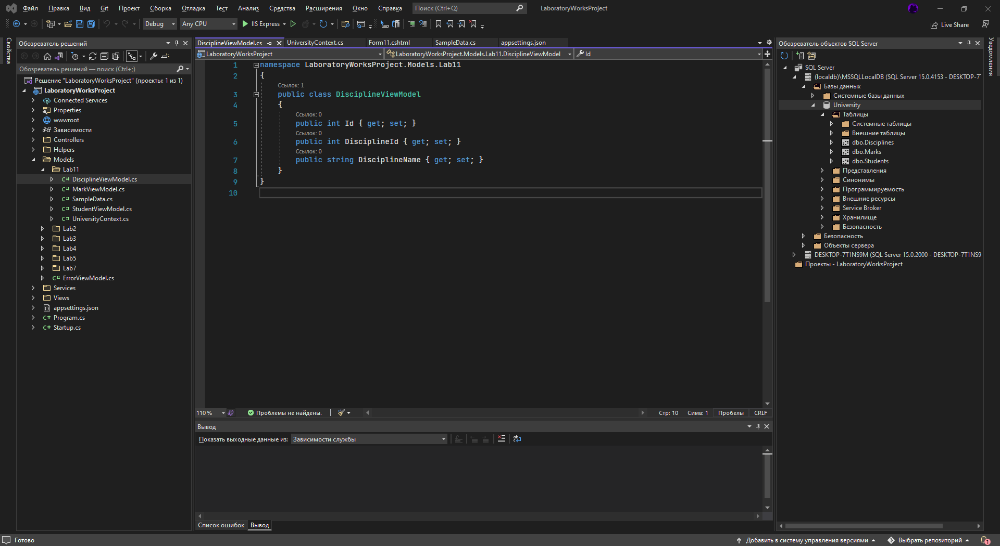 Файл Правка Вид Git Проект Сборка Отладка Тест Анализ Средства Расширения Окно Справка Поиск (Ctrl+Q) LaboratoryWorksProject
Debug Any CPU IIS Express Live Share
Свойства
Обозреватель решений
Обозреватель решений — поиск (Ctrl+;)
Решение "LaboratoryWorksProject" (проекты: 1 из 1)
LaboratoryWorksProject
Connected Services
Properties
wwwroot
Зависимости
Controllers
Helpers
Models
Lab11
C# DisciplineViewModel.cs
C# MarkViewModel.cs
C# SampleData.cs
C# StudentViewModel.cs
C# UniversityContext.cs
Lab2
Lab3
Lab4
Lab5
Lab7
C# ErrorViewModel.cs
Services
Views
appsettings.json
C# Program.cs
C# Startup.cs
DisciplineViewModel.cs UniversityContext.cs Form11.cshtml SampleData.cs appsettings.json
LaboratoryWorksProject LaboratoryWorksProject.Models.Lab11.DisciplineViewModel Id
1 namespace LaboratoryWorksProject.Models.Lab11
2 {
Ссылок: 1
3 public class DisciplineViewModel
4 {
Ссылок: 0
5 public int Id { get; set; }
Ссылок: 0
6 public int DisciplineId { get; set; }
Ссылок: 0
7 public string DisciplineName { get; set; }
8 }
9 }
10
110 % Проблемы не найдены. Стр: 10 Симв: 1 Пробелы CRLF
Вывод
Показать выходные данные из: Зависимости службы
Список ошибок Вывод
Обозреватель объектов SQL Server
SQL Server
(localdb)\MSSQLLocalDB (SQL Server 15.0.4153 - DESKTOP-7
Базы данных
Системные базы данных
University
Таблицы
Системные таблицы
Внешние таблицы
dbo.Disciplines
dbo.Marks
dbo.Students
Представления
Синонимы
Программируемость
Внешние ресурсы
Service Broker
Хранилище
Безопасность
Безопасность
Объекты сервера
DESKTOP-7T1NS9M (SQL Server 15.0.2000 - DESKTOP-7T1NS9
Проекты - LaboratoryWorksProject
Уведомления
Готово Добавить в систему управления версиями Выбрать репозиторий 1